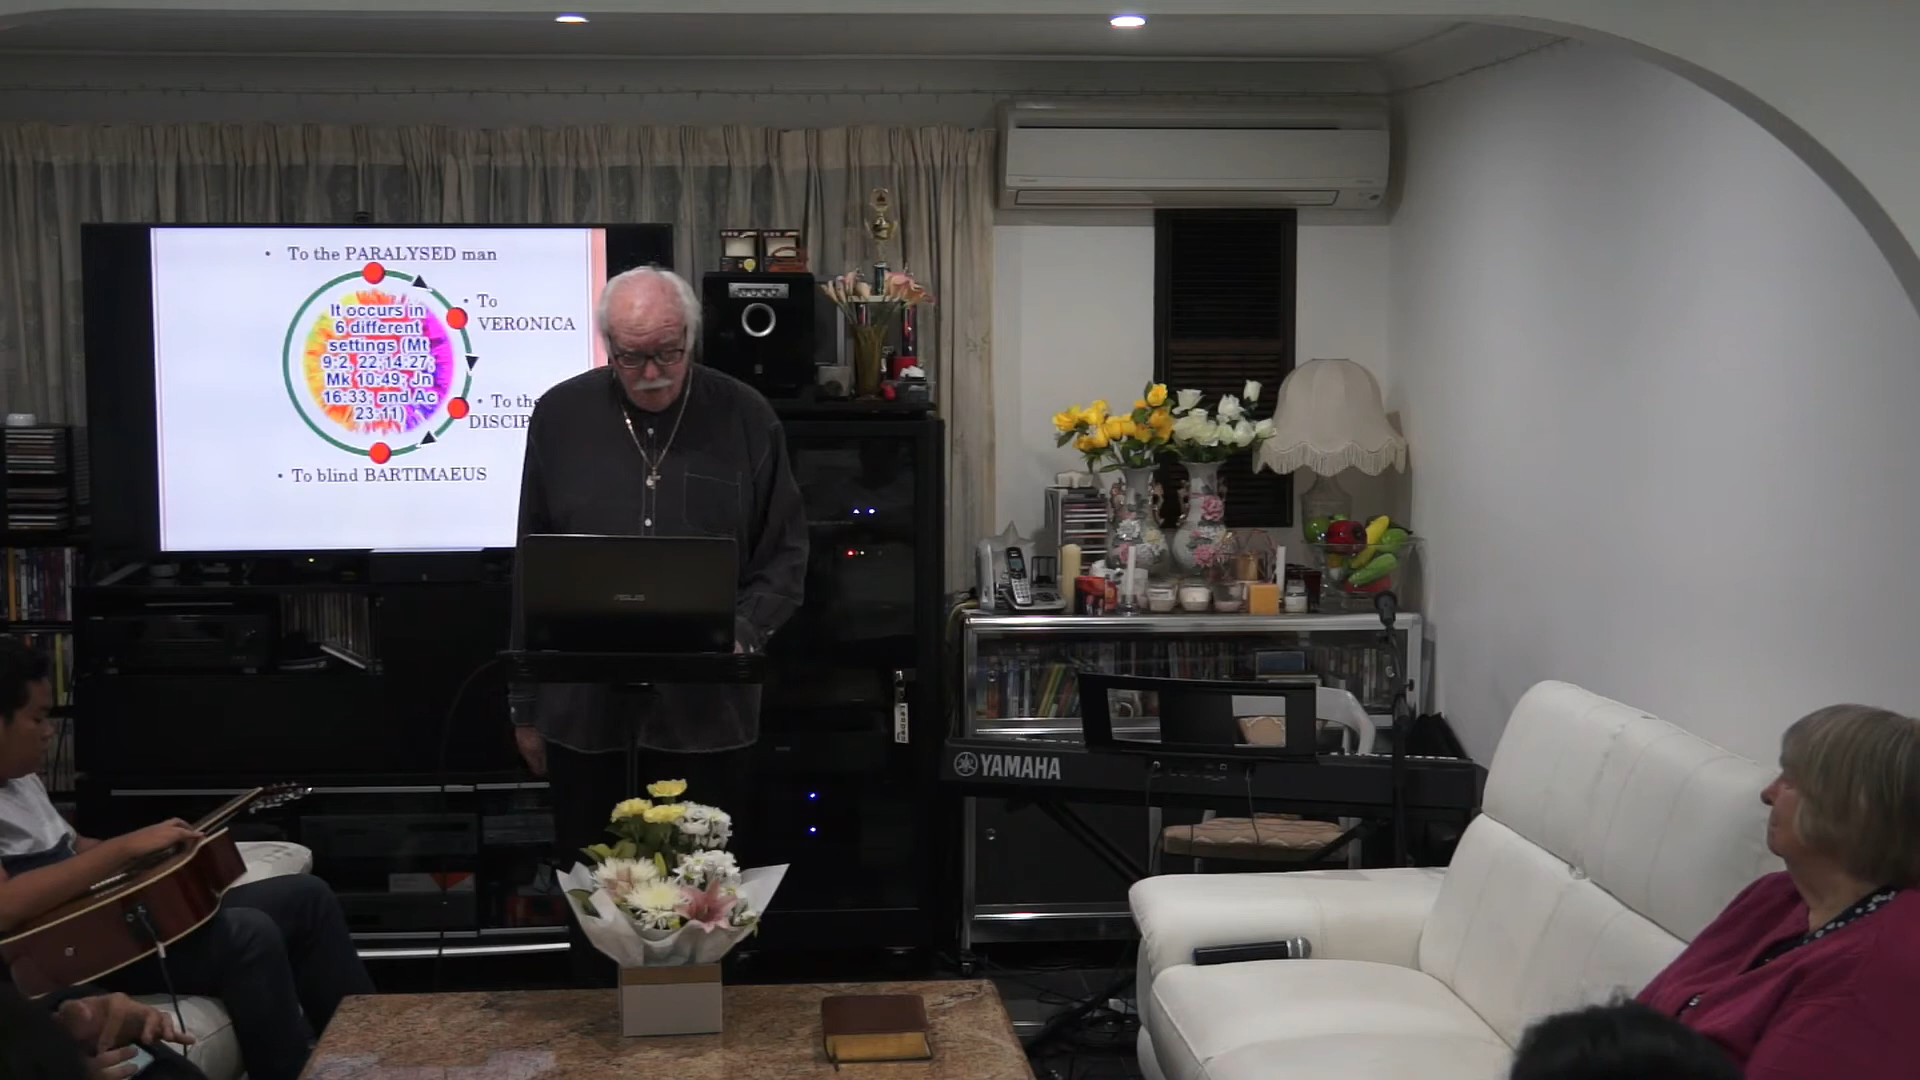 • To the PARALYSED man
It occurs in
6 different
settings (Mt
9:2, 22;14:27;
Mk 10:49; Jn
16:33; and Ac
23:11)
• To
VERONICA
• To the
DISCIP
• To blind BARTIMAEUS
ASUS
YAMAHA